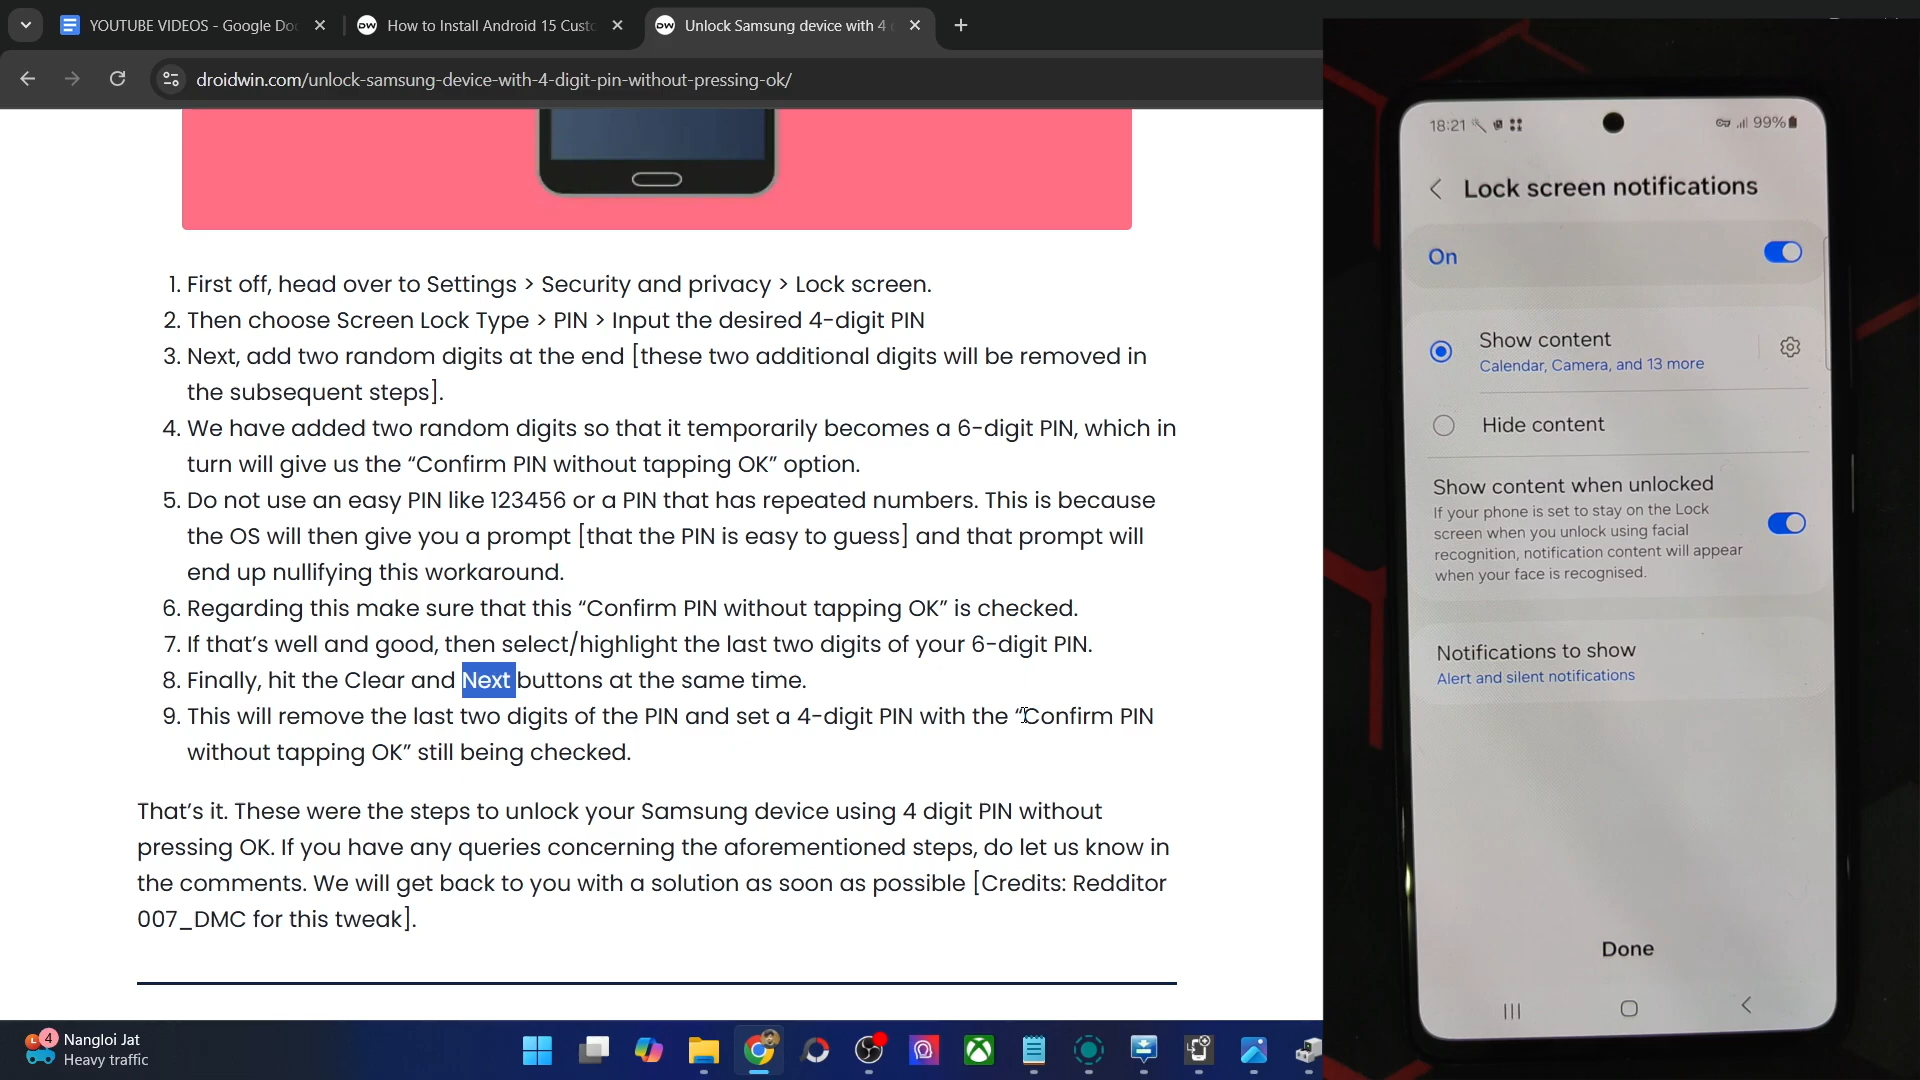 YOUTUBE VIDEOS - Google Do
How to Install Android 15 Custo
Unlock Samsung device with 4
droidwin.com/unlock-samsung-device-with-4-digit-pin-without-pressing-ok/
1. First off, head over to Settings > Security and privacy > Lock screen.
2. Then choose Screen Lock Type > PIN > Input the desired 4-digit PIN
3. Next, add two random digits at the end [these two additional digits will be removed in
the subsequent steps].
4. We have added two random digits so that it temporarily becomes a 6-digit PIN, which in
turn will give us the “Confirm PIN without tapping OK” option.
5. Do not use an easy PIN like 123456 or a PIN that has repeated numbers. This is because
the OS will then give you a prompt [that the PIN is easy to guess] and that prompt will
end up nullifying this workaround.
6. Regarding this make sure that this “Confirm PIN without tapping OK” is checked.
7. If that’s well and good, then select/highlight the last two digits of your 6-digit PIN.
8. Finally, hit the Clear and Next buttons at the same time.
9. This will remove the last two digits of the PIN and set a 4-digit PIN with the “Confirm PIN
without tapping OK” still being checked.
That’s it. These were the steps to unlock your Samsung device using 4 digit PIN without
pressing OK. If you have any queries concerning the aforementioned steps, do let us know in
the comments. We will get back to you with a solution as soon as possible [Credits: Redditor
007_DMC for this tweak].
4
Nangloi Jat
Heavy traffic
18:21
99%
Lock screen notifications
On
Show content
Calendar, Camera, and 13 more
Hide content
Show content when unlocked
If your phone is set to stay on the Lock
screen when you unlock using facial
recognition, notification content will appear
when your face is recognised.
Notifications to show
Alert and silent notifications
Done